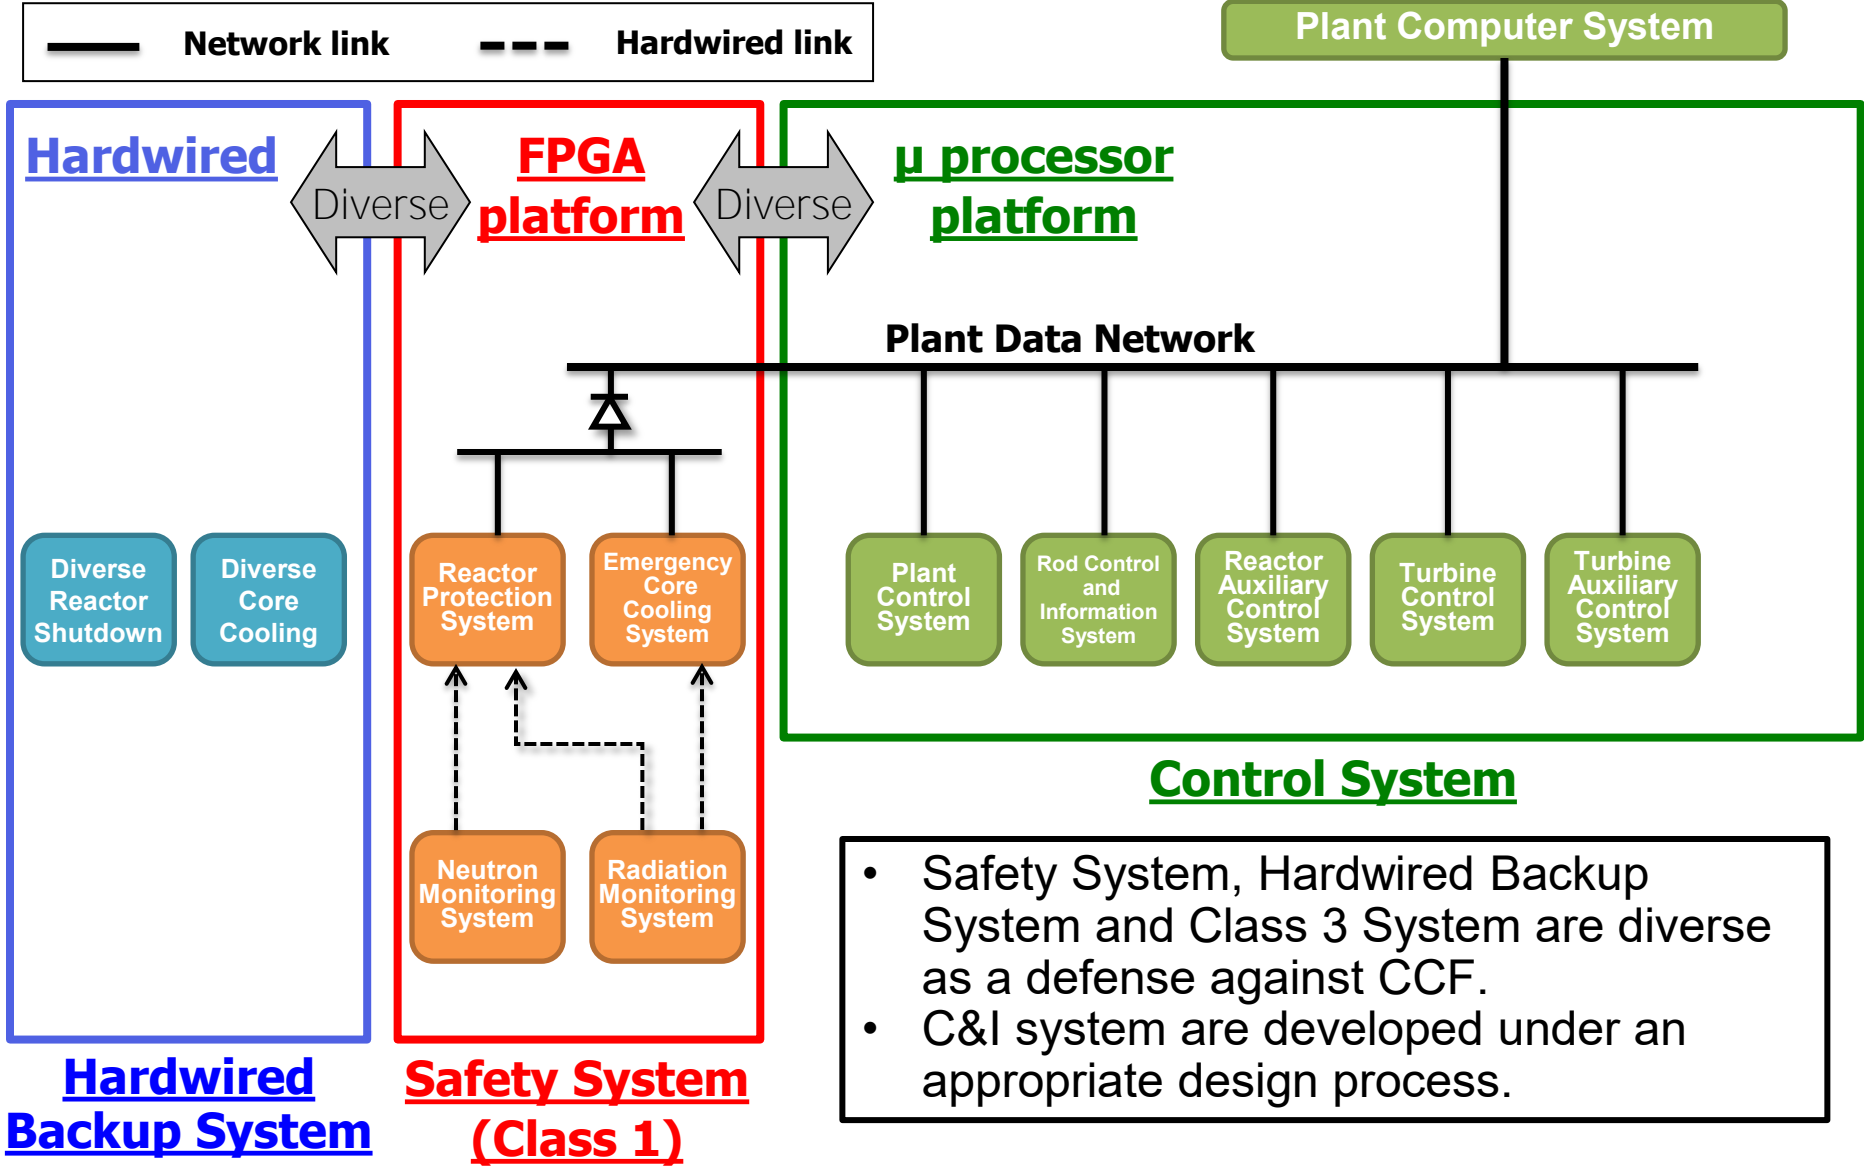 Network link
Hardwired link
Plant Computer System
Hardwired
Diverse
FPGA
platform
Diverse
µ processor
platform
Plant Data Network
Diverse
Reactor
Shutdown
Diverse
Core
Cooling
Reactor
Protection
System
Emergency
Core
Cooling
System
Plant
Control
System
Rod Control
and
Information
System
Reactor
Auxiliary
Control
System
Turbine
Control
System
Turbine
Auxiliary
Control
System
Neutron
Monitoring
System
Radiation
Monitoring
System
Control System
• Safety System, Hardwired Backup
System and Class 3 System are diverse
as a defense against CCF.
• C&I system are developed under an
appropriate design process.
Hardwired
Backup System
Safety System
(Class 1)